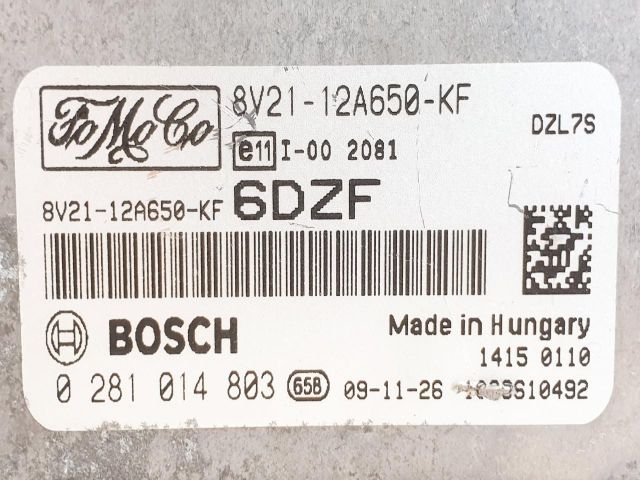 FoMoCo
8V21-12A650-KF
DZL7S
e11 I-00 2081
8V21-12A650-KF 6DZF
BOSCH
Made in Hungary
1415 0110
0 281 014 803 65B 09-11-26